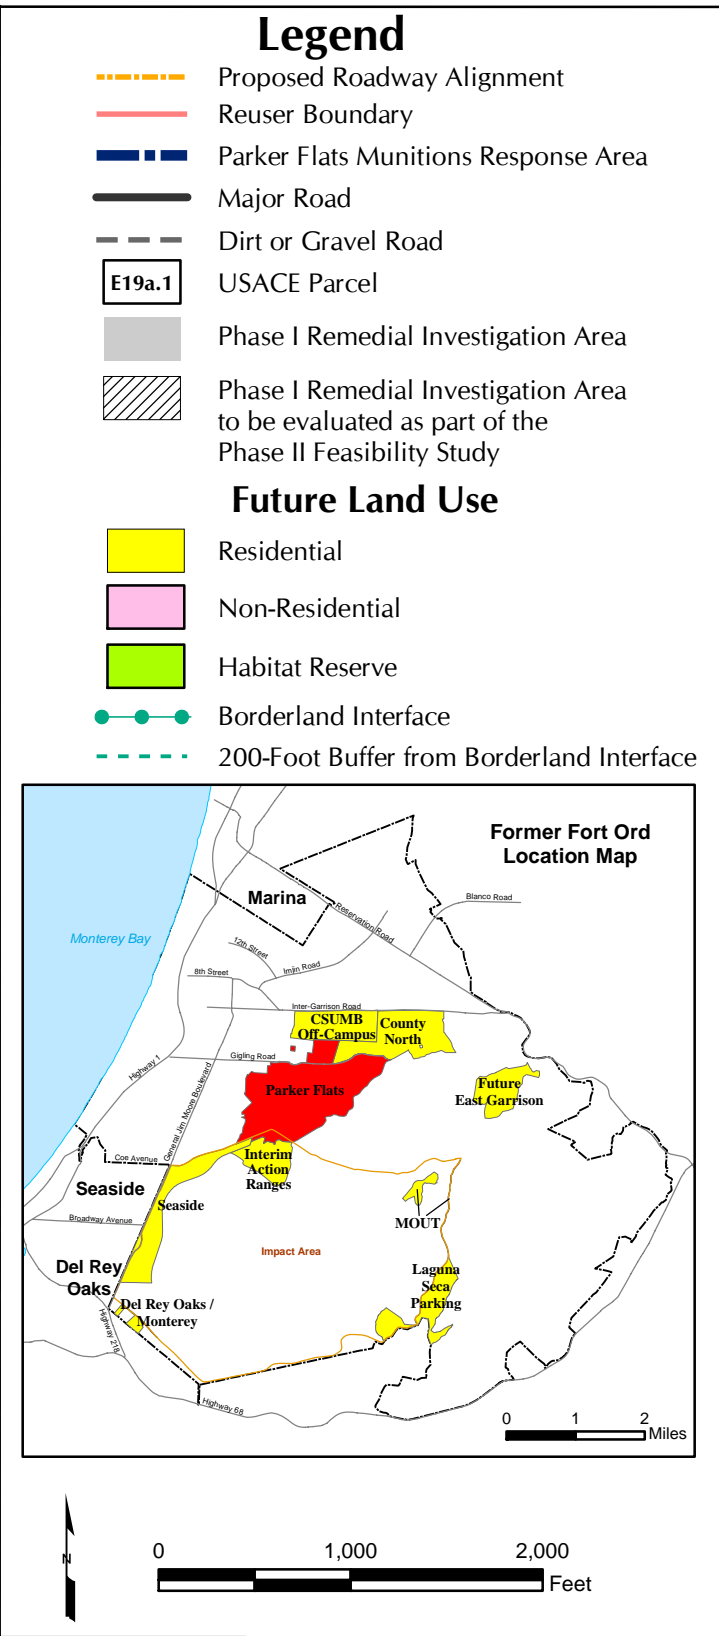 Legend
Proposed Roadway Alignment
Reuser Boundary
Parker Flats Munitions Response Area
Major Road
Dirt or Gravel Road
E19a.1
USACE Parcel
Phase I Remedial Investigation Area
Phase I Remedial Investigation Area
to be evaluated as part of the
Phase II Feasibility Study
Future Land Use
Residential
Non-Residential
Habitat Reserve
Borderland Interface
200-Foot Buffer from Borderland Interface
Former Fort Ord
Location Map
Marina
Blanco Road
Reservation Road
Monterey Bay
12th Street
Imjin Road
8th Street
Inter-Garrison Road
CSUMB
Off-Campus
County
North
Gigling Road
Highway 1
General Jim Moore Boulevard
Parker Flats
Future
East Garrison
Coe Avenue
Interim
Action
Ranges
Seaside
Seaside
MOUT
Broadway Avenue
Impact Area
Del Rey
Oaks
Laguna
Seca
Parking
Del Rey Oaks /
Monterey
Highway 218
Highway 68
0 1 2
Miles
N
0 1,000 2,000
Feet